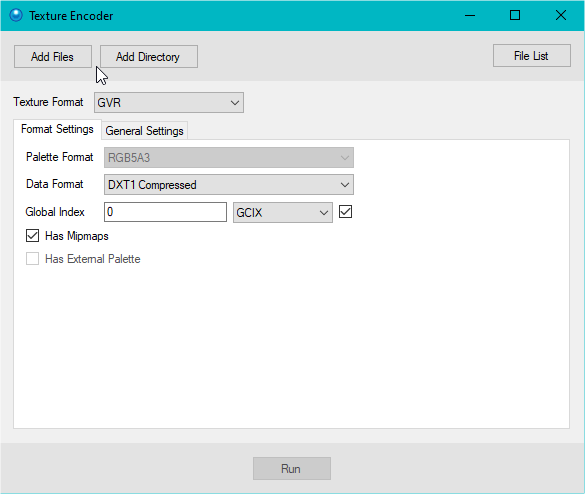 Texture Encoder
Add Files Add Directory File List
Texture Format GVR
Format Settings General Settings
Palette Format RGB5A3
Data Format DXT1 Compressed
Global Index 0 GCIX
Has Mipmaps
Has External Palette
Run